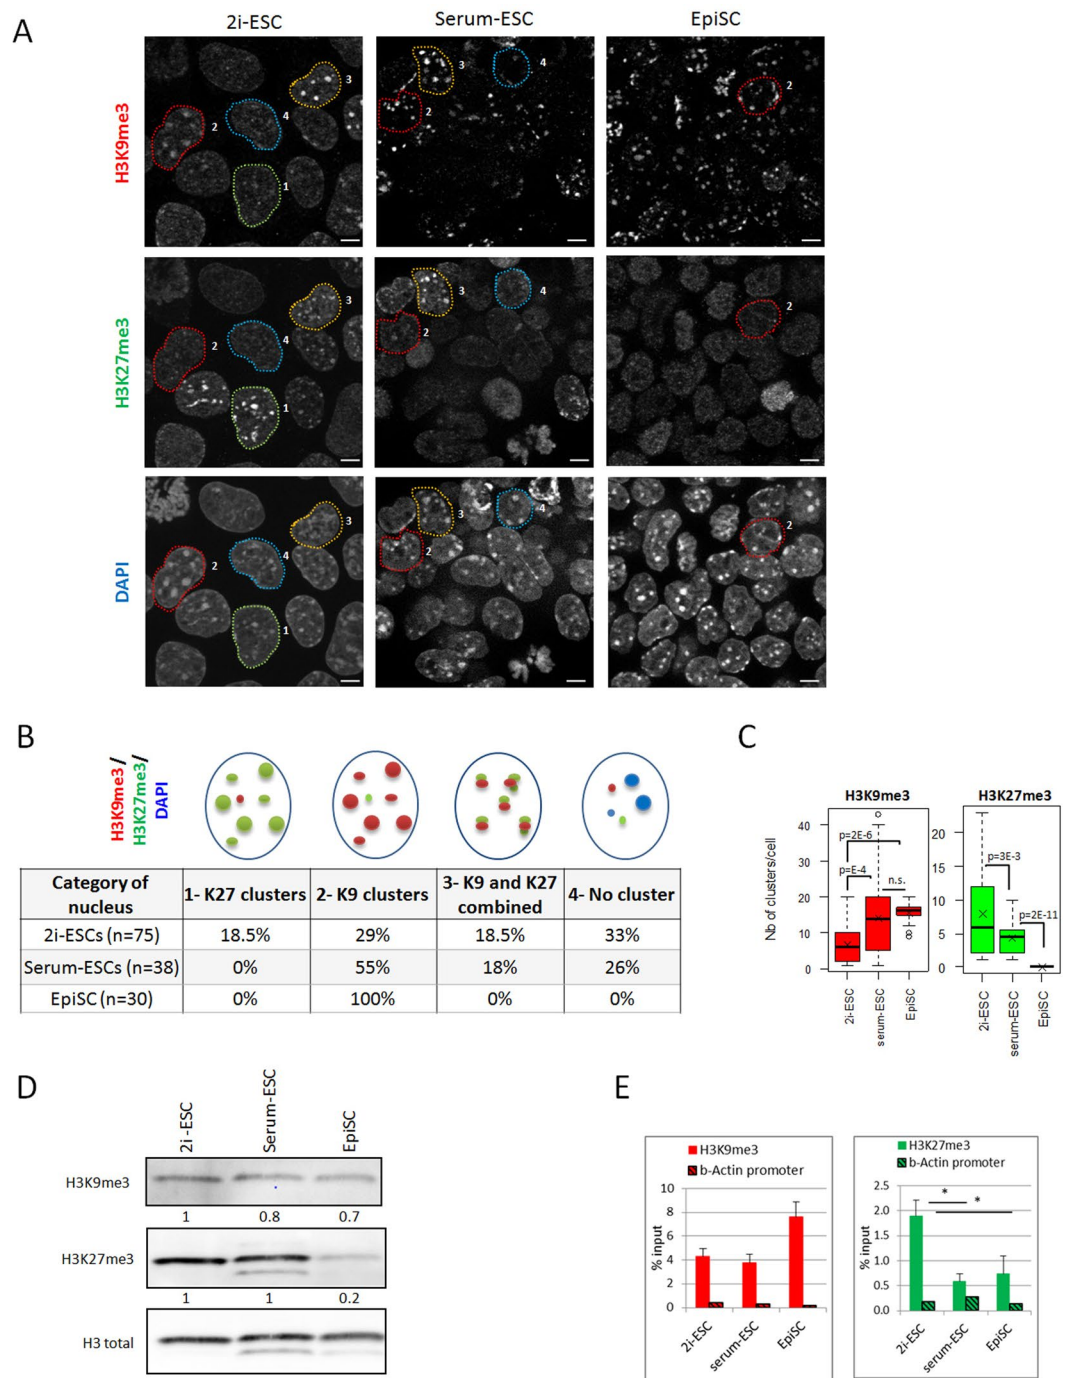 A
2i-ESC
Serum-ESC
EpiSC
H3K9me3
3
2
4
1
3
4
2
2
H3K27me3
3
2
4
1
3
4
2
2
DAPI
3
2
4
1
3
4
2
2
B
H3K9me3/
H3K27me3/
DAPI
Category of nucleus 1- K27 clusters 2- K9 clusters 3- K9 and K27 combined 4- No cluster
2i-ESCs (n=75) 18.5% 29% 18.5% 33%
Serum-ESCs (n=38) 0% 55% 18% 26%
EpiSC (n=30) 0% 100% 0% 0%
C
H3K9me3
Nb of clusters/cell
40
30
20
10
0
p=2E-6
p=E-4
n.s.
2i-ESC
serum-ESC
EpiSC
H3K27me3
20
15
10
5
0
p=3E-3
p=2E-11
2i-ESC
serum-ESC
EpiSC
D
2i-ESC
Serum-ESC
EpiSC
H3K9me3
1 0.8 0.7
H3K27me3
1 1 0.2
H3 total
E
H3K9me3
b-Actin promoter
% input
10
8
6
4
2
0
2i-ESC
serum-ESC
EpiSC
H3K27me3
b-Actin promoter
% input
2.5
2.0
1.5
1.0
0.5
0.0
*
*
2i-ESC
serum-ESC
EpiSC